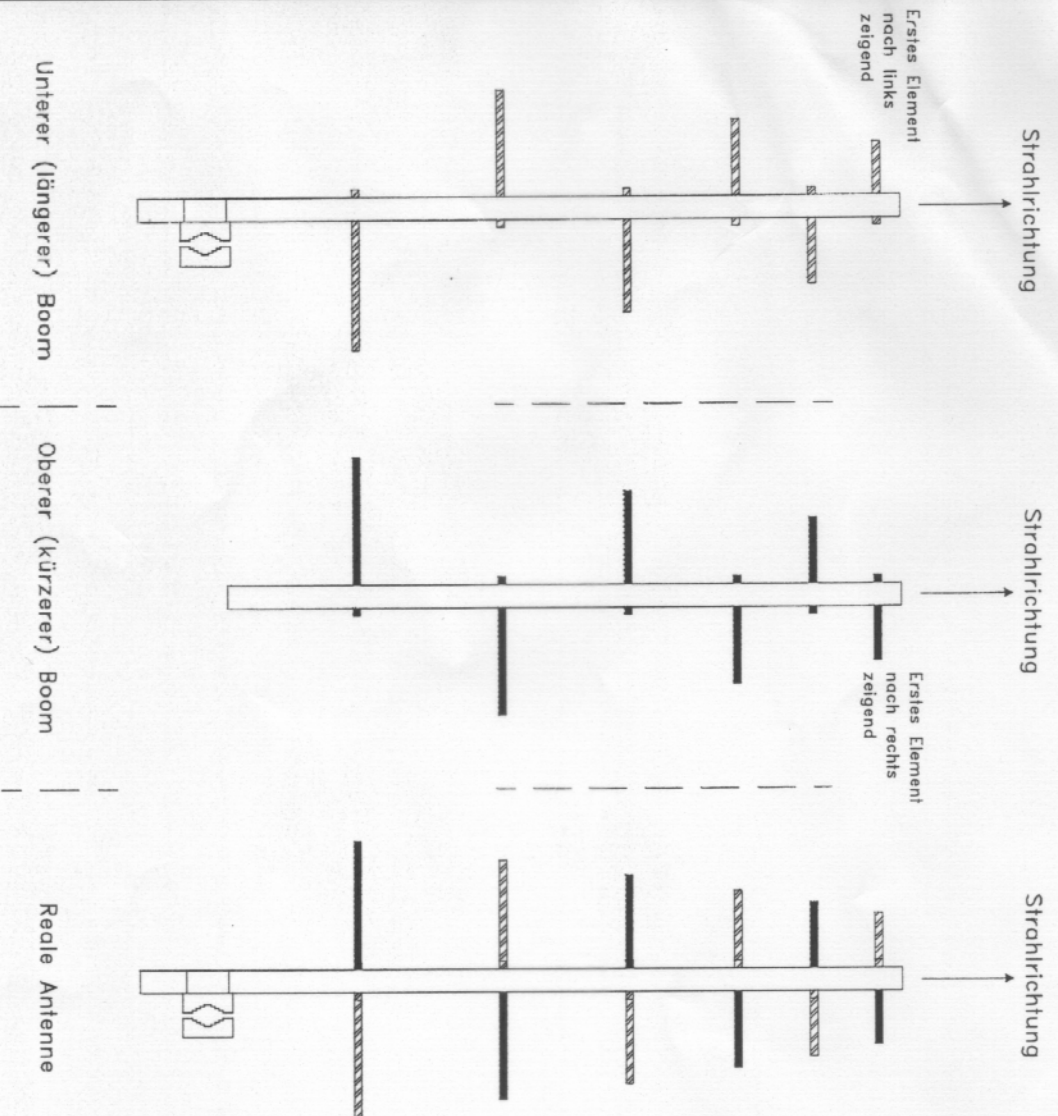 Strahlrichtung
Erstes Element
nach links
zeigend
Unterer (längerer) Boom
Strahlrichtung
Erstes Element
nach rechts
zeigend
Oberer (kürzerer) Boom
Strahlrichtung
Reale Antenne